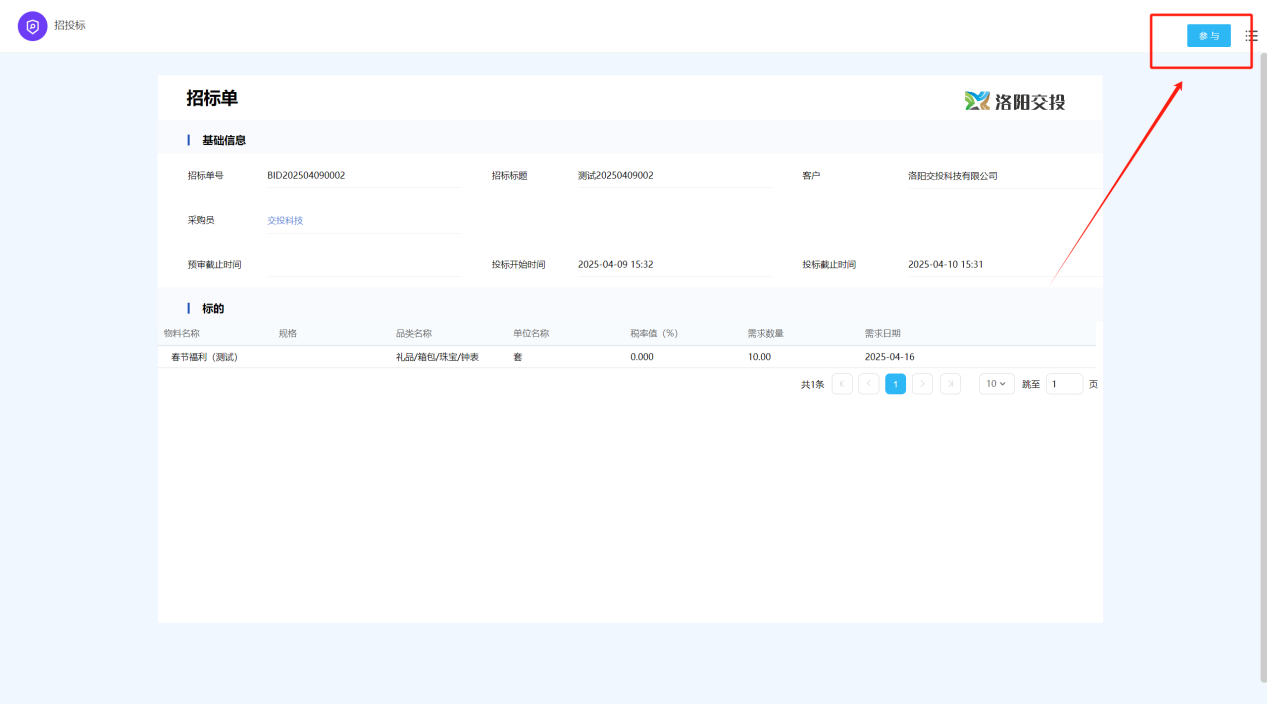 招投标
参与
招标单
洛阳交投
基础信息
招标单号 BID202504090002 招标标题 测试20250409002 客户 洛阳交投科技有限公司
采购员 交投科技
预审截止时间 投标开始时间 2025-04-09 15:32 投标截止时间 2025-04-10 15:31
标的
物料名称 规格 品类名称 单位名称 税率值（%） 需求数量 需求日期
春节福利（测试） 礼品/箱包/珠宝/钟表 套 0.000 10.00 2025-04-16
共1条 1 10 跳至 1 页